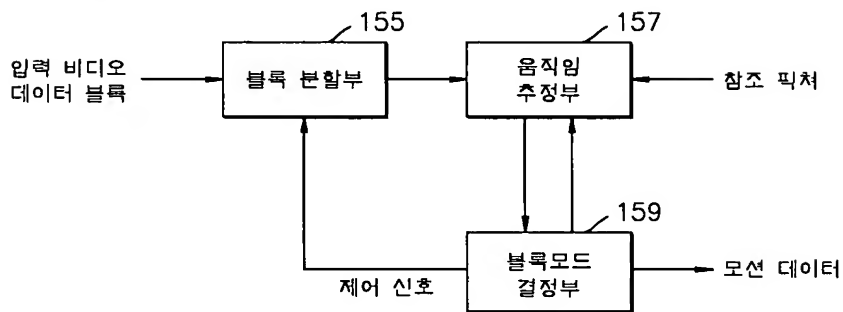 155
157
입력 비디오
데이터 블록
블록 분할부
움직임
추정부
참조 픽쳐
159
제어 신호
블록모드
결정부
모션 데이터